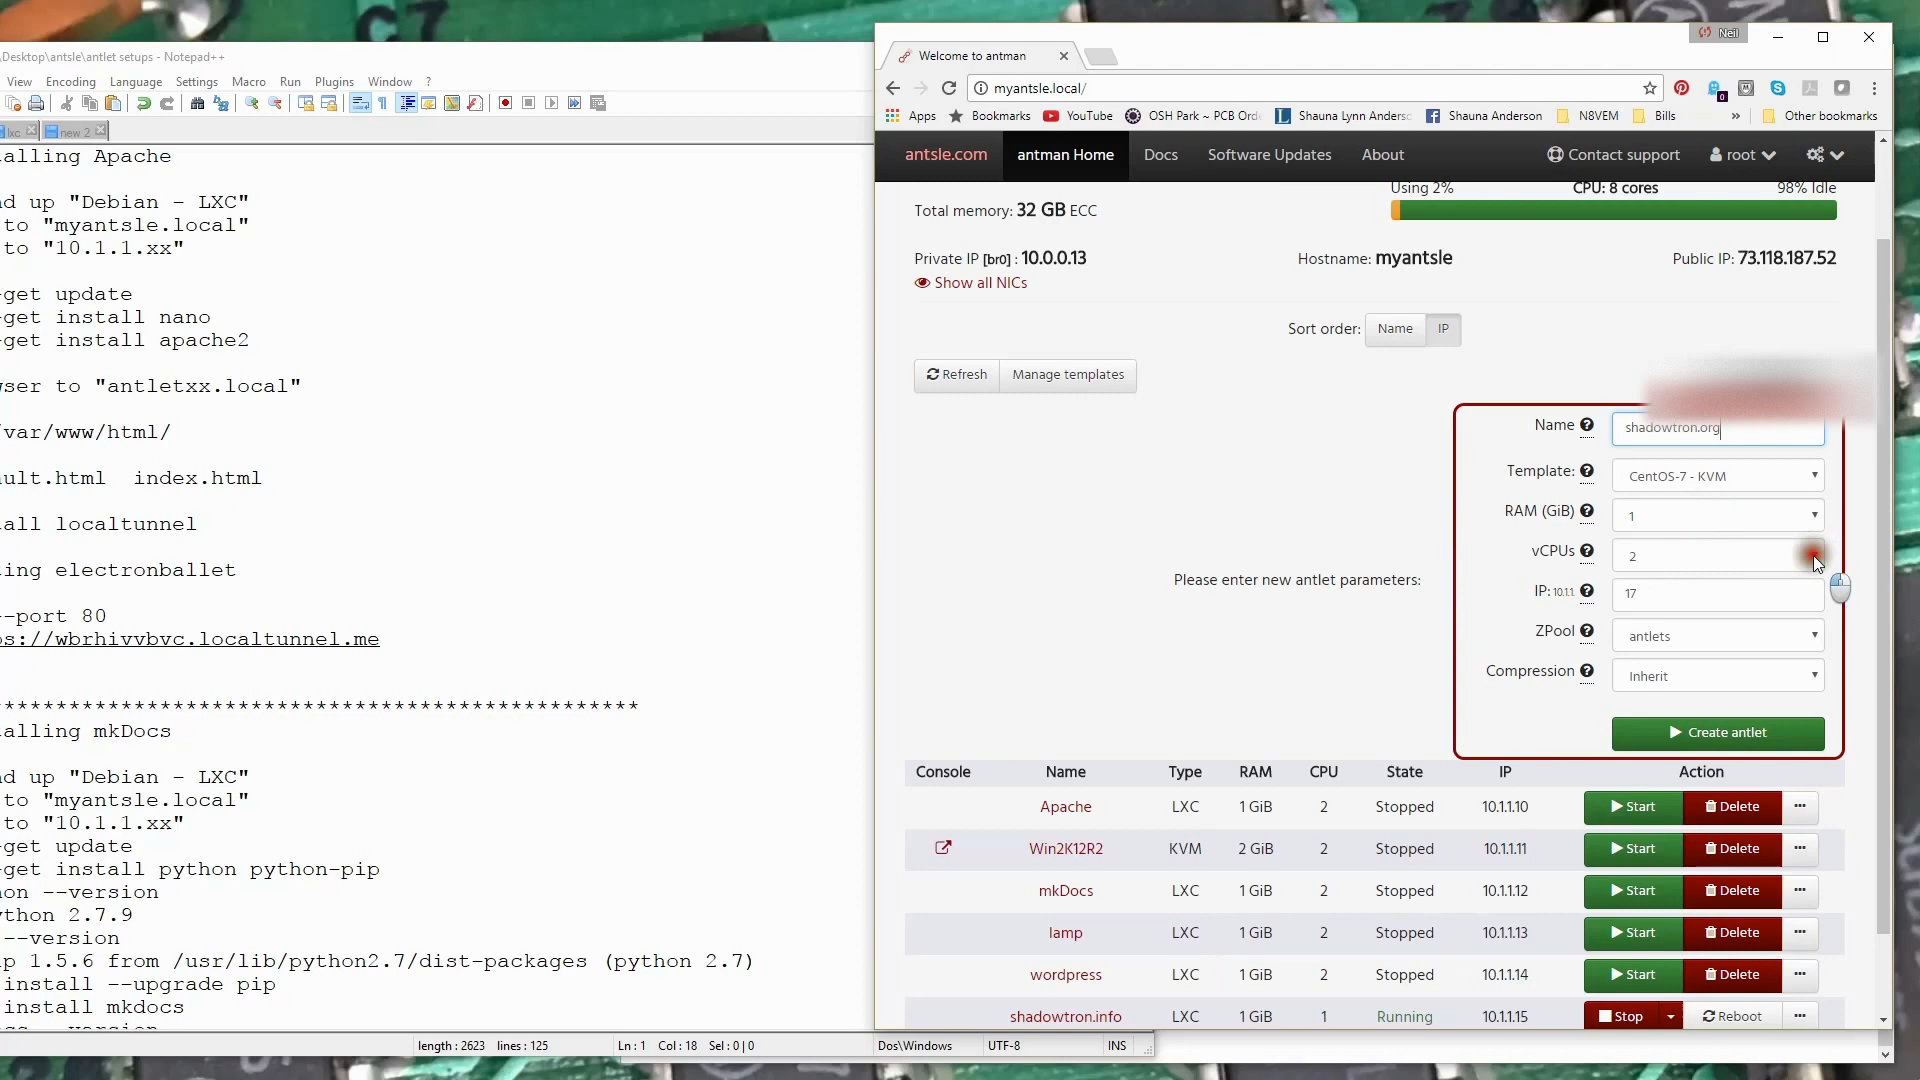 C7
Desktop\antsle\antlet setups - Notepad++
View Encoding Language Settings Macro Run Plugins Window ?
lxc new 2
talling Apache
nd up "Debian - LXC"
to "myantsle.local"
to "10.1.1.xx"
-get update
-get install nano
-get install apache2
wser to "antletxx.local"
/var/www/html/
ult.html index.html
all localtunnel
ing electronballet
--port 80
ps://wbrhivvbvc.localtunnel.me
****************************************************
talling mkDocs
nd up "Debian - LXC"
to "myantsle.local"
to "10.1.1.xx"
-get update
-get install python python-pip
hon --version
ython 2.7.9
--version
ip 1.5.6 from /usr/lib/python2.7/dist-packages (python 2.7)
install --upgrade pip
install mkdocs
length : 2623 lines : 125 Ln : 1 Col : 18 Sel : 0 | 0 Dos\Windows UTF-8 INS
Neil
Welcome to antman
myantsle.local/
Apps Bookmarks YouTube OSH Park ~ PCB Ord Shauna Lynn Anders Shauna Anderson N8VEM Bills » Other bookmarks
antsle.com antman Home Docs Software Updates About Contact support root
Using 2% CPU: 8 cores 98% Idle
Total memory: 32 GB ECC
Private IP [br0] : 10.0.0.13 Hostname: myantsle Public IP: 73.118.187.52
Show all NICs
Sort order: Name IP
Refresh Manage templates
Please enter new antlet parameters:
Name ? shadowtron.org
Template: ? CentOS-7 - KVM
RAM (GiB) ? 1
vCPUs ? 2
IP: 10.1.1. ? 17
ZPool ? antlets
Compression ? Inherit
Create antlet
Console Name Type RAM CPU State IP Action
Apache LXC 1 GiB 2 Stopped 10.1.1.10 Start Delete ...
Win2K12R2 KVM 2 GiB 2 Stopped 10.1.1.11 Start Delete ...
mkDocs LXC 1 GiB 2 Stopped 10.1.1.12 Start Delete ...
lamp LXC 1 GiB 2 Stopped 10.1.1.13 Start Delete ...
wordpress LXC 1 GiB 2 Stopped 10.1.1.14 Start Delete ...
shadowtron.info LXC 1 GiB 1 Running 10.1.1.15 Stop Reboot ...